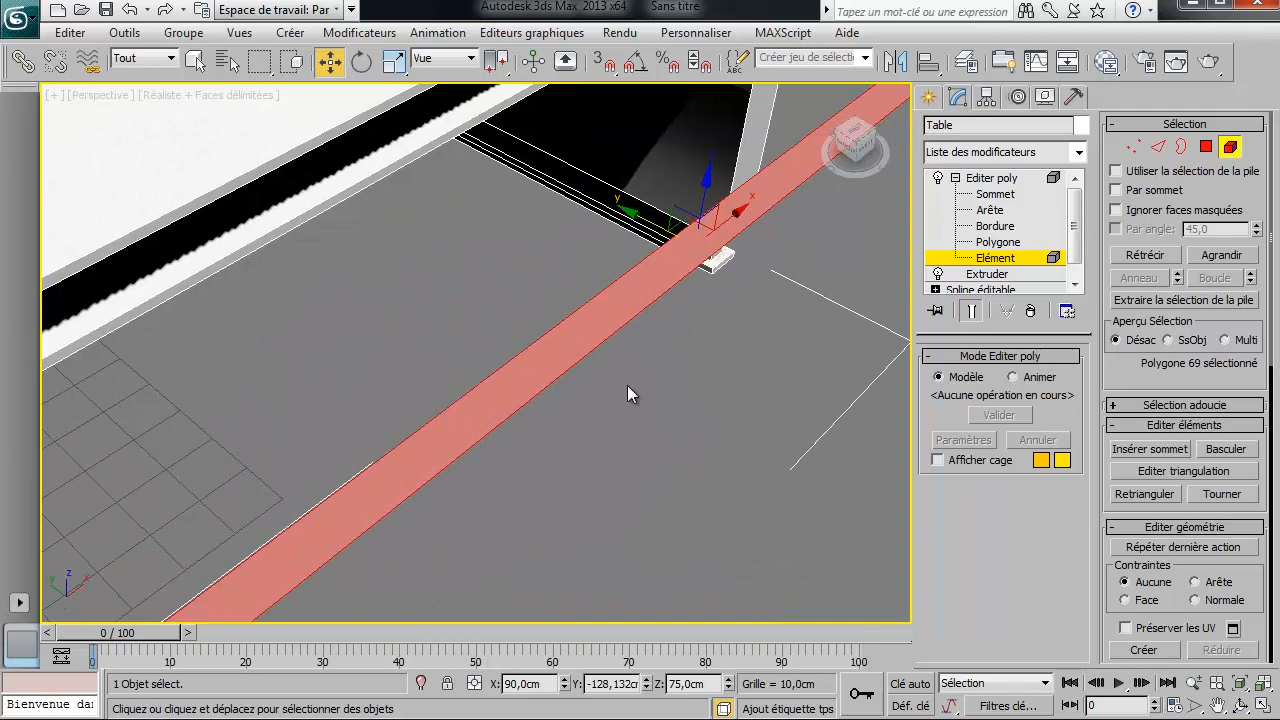 Espace de travail: Par
Autodesk 3ds Max 2013 x64
Sans titre
Tapez un mot-clé ou une expression
Editer
Outils
Groupe
Vues
Créer
Modificateurs
Animation
Editeurs graphiques
Rendu
Personnaliser
MAXScript
Aide
Tout
Vue
3
%
ABC
Créer jeu de sélecti
[+] [Perspective] [Réaliste + Faces délimitées]
x
y
z
Table
Liste des modificateurs
Editer poly
Sommet
Arête
Bordure
Polygone
Elément
Extruder
Spline éditable
Mode Editer poly
Modèle
Animer
<Aucune opération en cours>
Valider
Paramètres
Annuler
Afficher cage
Sélection
Utiliser la sélection de la pile
Par sommet
Ignorer faces masquées
Par angle:
45,0
Rétrécir
Agrandir
Anneau
Boucle
Extraire la sélection de la pile
Aperçu Sélection
Désac
SsObj
Multi
Polygone 69 sélectionné
Sélection adoucie
Editer éléments
Insérer sommet
Basculer
Editer triangulation
Retrianguler
Tourner
Editer géométrie
Répéter dernière action
Contraintes
Aucune
Arête
Face
Normale
Préserver les UV
Créer
Réduire
0 / 100
0
10
20
30
40
50
60
70
80
90
100
1 Objet sélect.
X:
90,0cm
Y:
-128,132c
Z:
75,0cm
Grille = 10,0cm
Clé auto
Sélection
Bienvenue da
Cliquez ou cliquez et déplacez pour sélectionner des objets
Ajout étiquette tps
Déf. clé
Filtres clé...
0